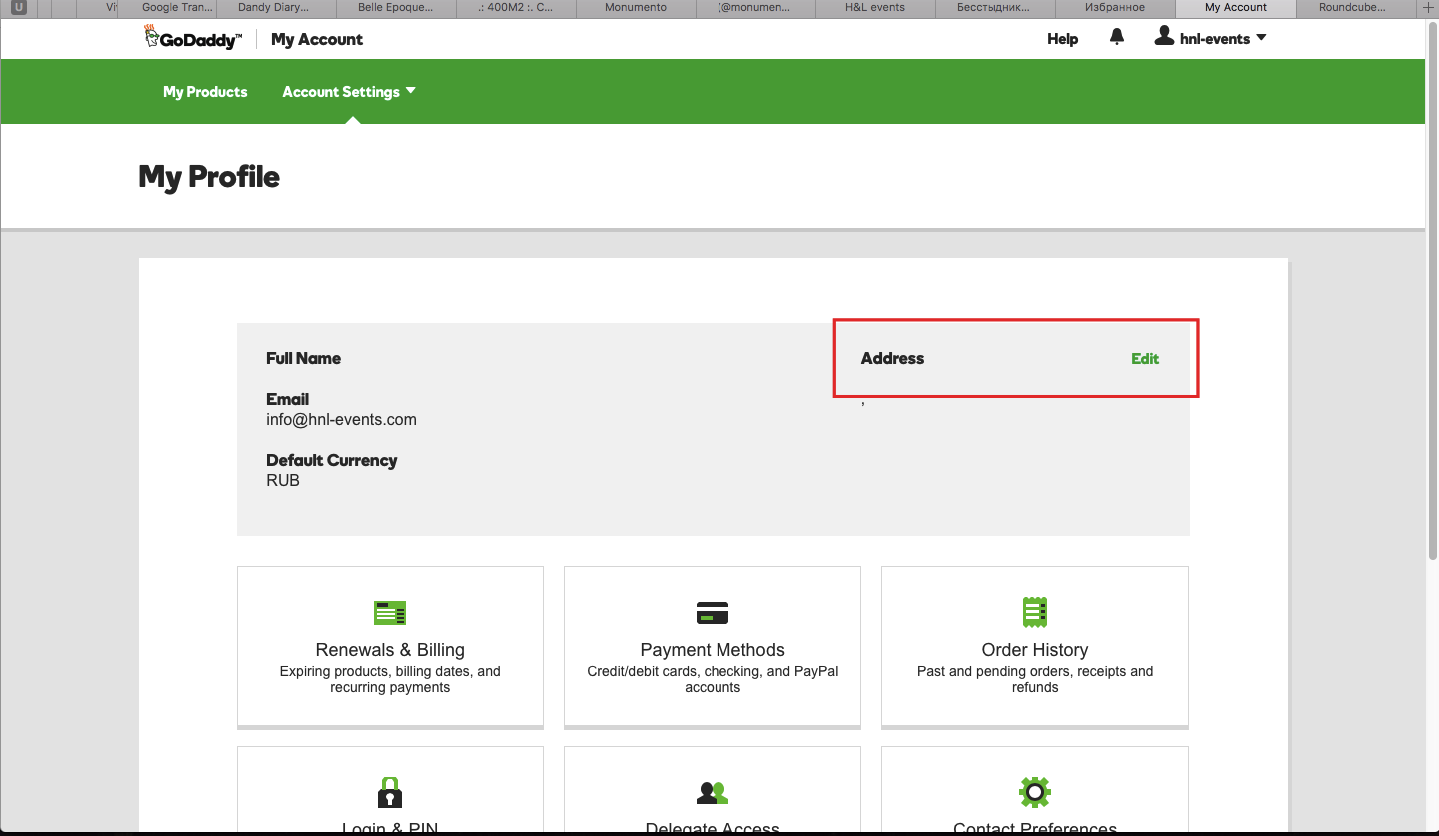 U Vi Google Tran... Dandy Diary... Belle Epoque... .: 400M2 :. C... Monumento (@monumen... H&L events Бесстыдник... Избранное My Account Roundcube...
GoDaddy™ My Account Help hnl-events
My Products Account Settings
My Profile
Full Name
Address Edit
Email
info@hnl-events.com
,
Default Currency
RUB
Renewals & Billing
Expiring products, billing dates, and
recurring payments
Payment Methods
Credit/debit cards, checking, and PayPal
accounts
Order History
Past and pending orders, receipts and
refunds
Login & PIN
Delegate Access
Contact Preferences